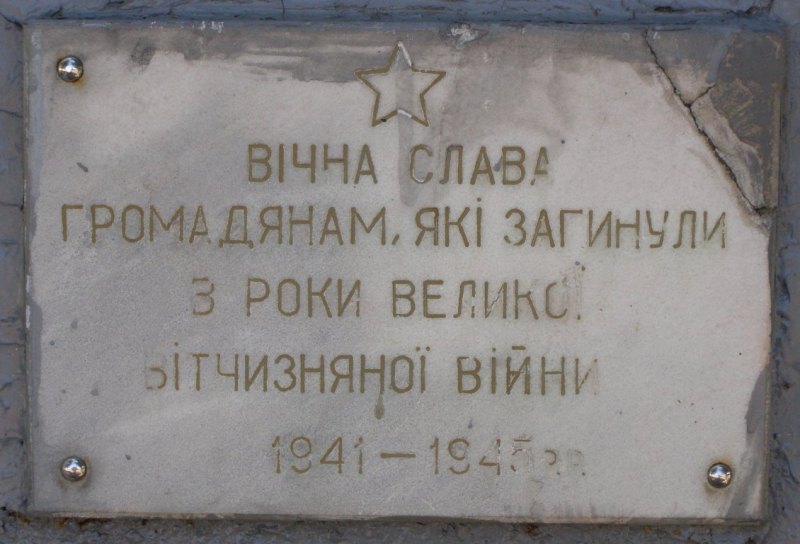 ВІЧНА СЛАВА
ГРОМАДЯНАМ, ЯКІ ЗАГИНУЛИ
В РОКИ ВЕЛИКОЇ
ВІТЧИЗНЯНОЇ ВІЙНИ
1941 – 1945 Р.Р.